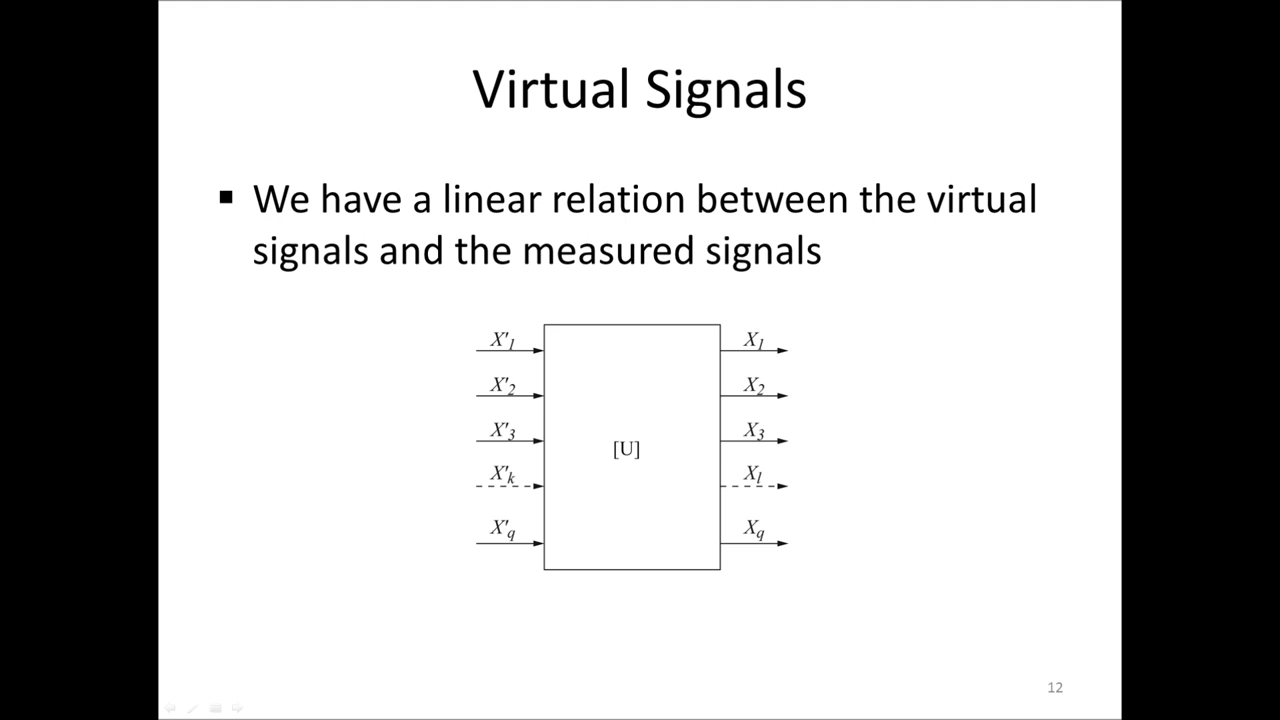 Virtual Signals
▪ We have a linear relation between the virtual
signals and the measured signals
X'1 X1
X'2 X2
X'3 X3
[U]
X'k Xl
X'q Xq
12